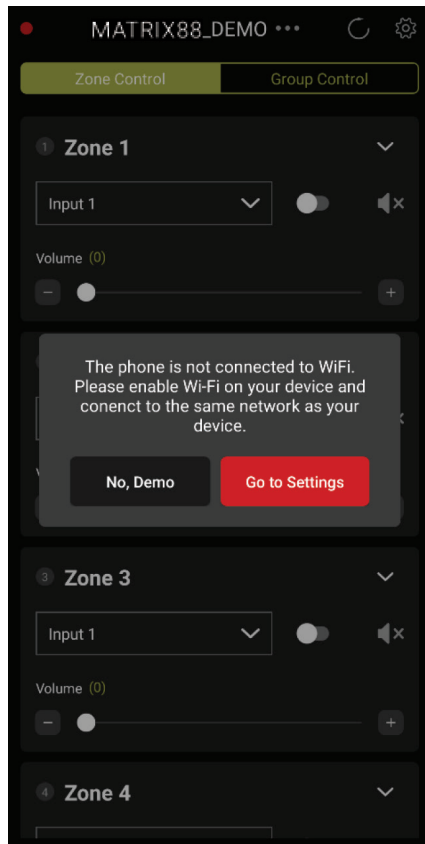 MATRIX88_DEMO •••
Zone Control Group Control
1 Zone 1
Input 1
Volume (0)
The phone is not connected to WiFi.
Please enable Wi-Fi on your device and
conenct to the same network as your
device.
No, Demo Go to Settings
3 Zone 3
Input 1
Volume (0)
4 Zone 4